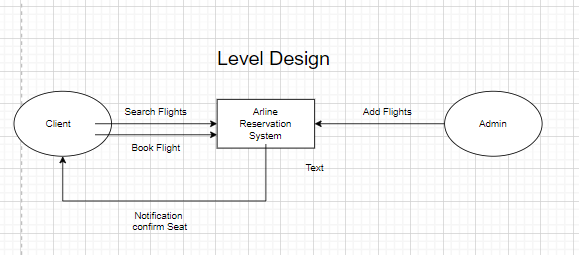 Level Design
Search Flights
Arline
Reservation
System
Add Flights
Client
Admin
Book Flight
Text
Notification
confirm Seat